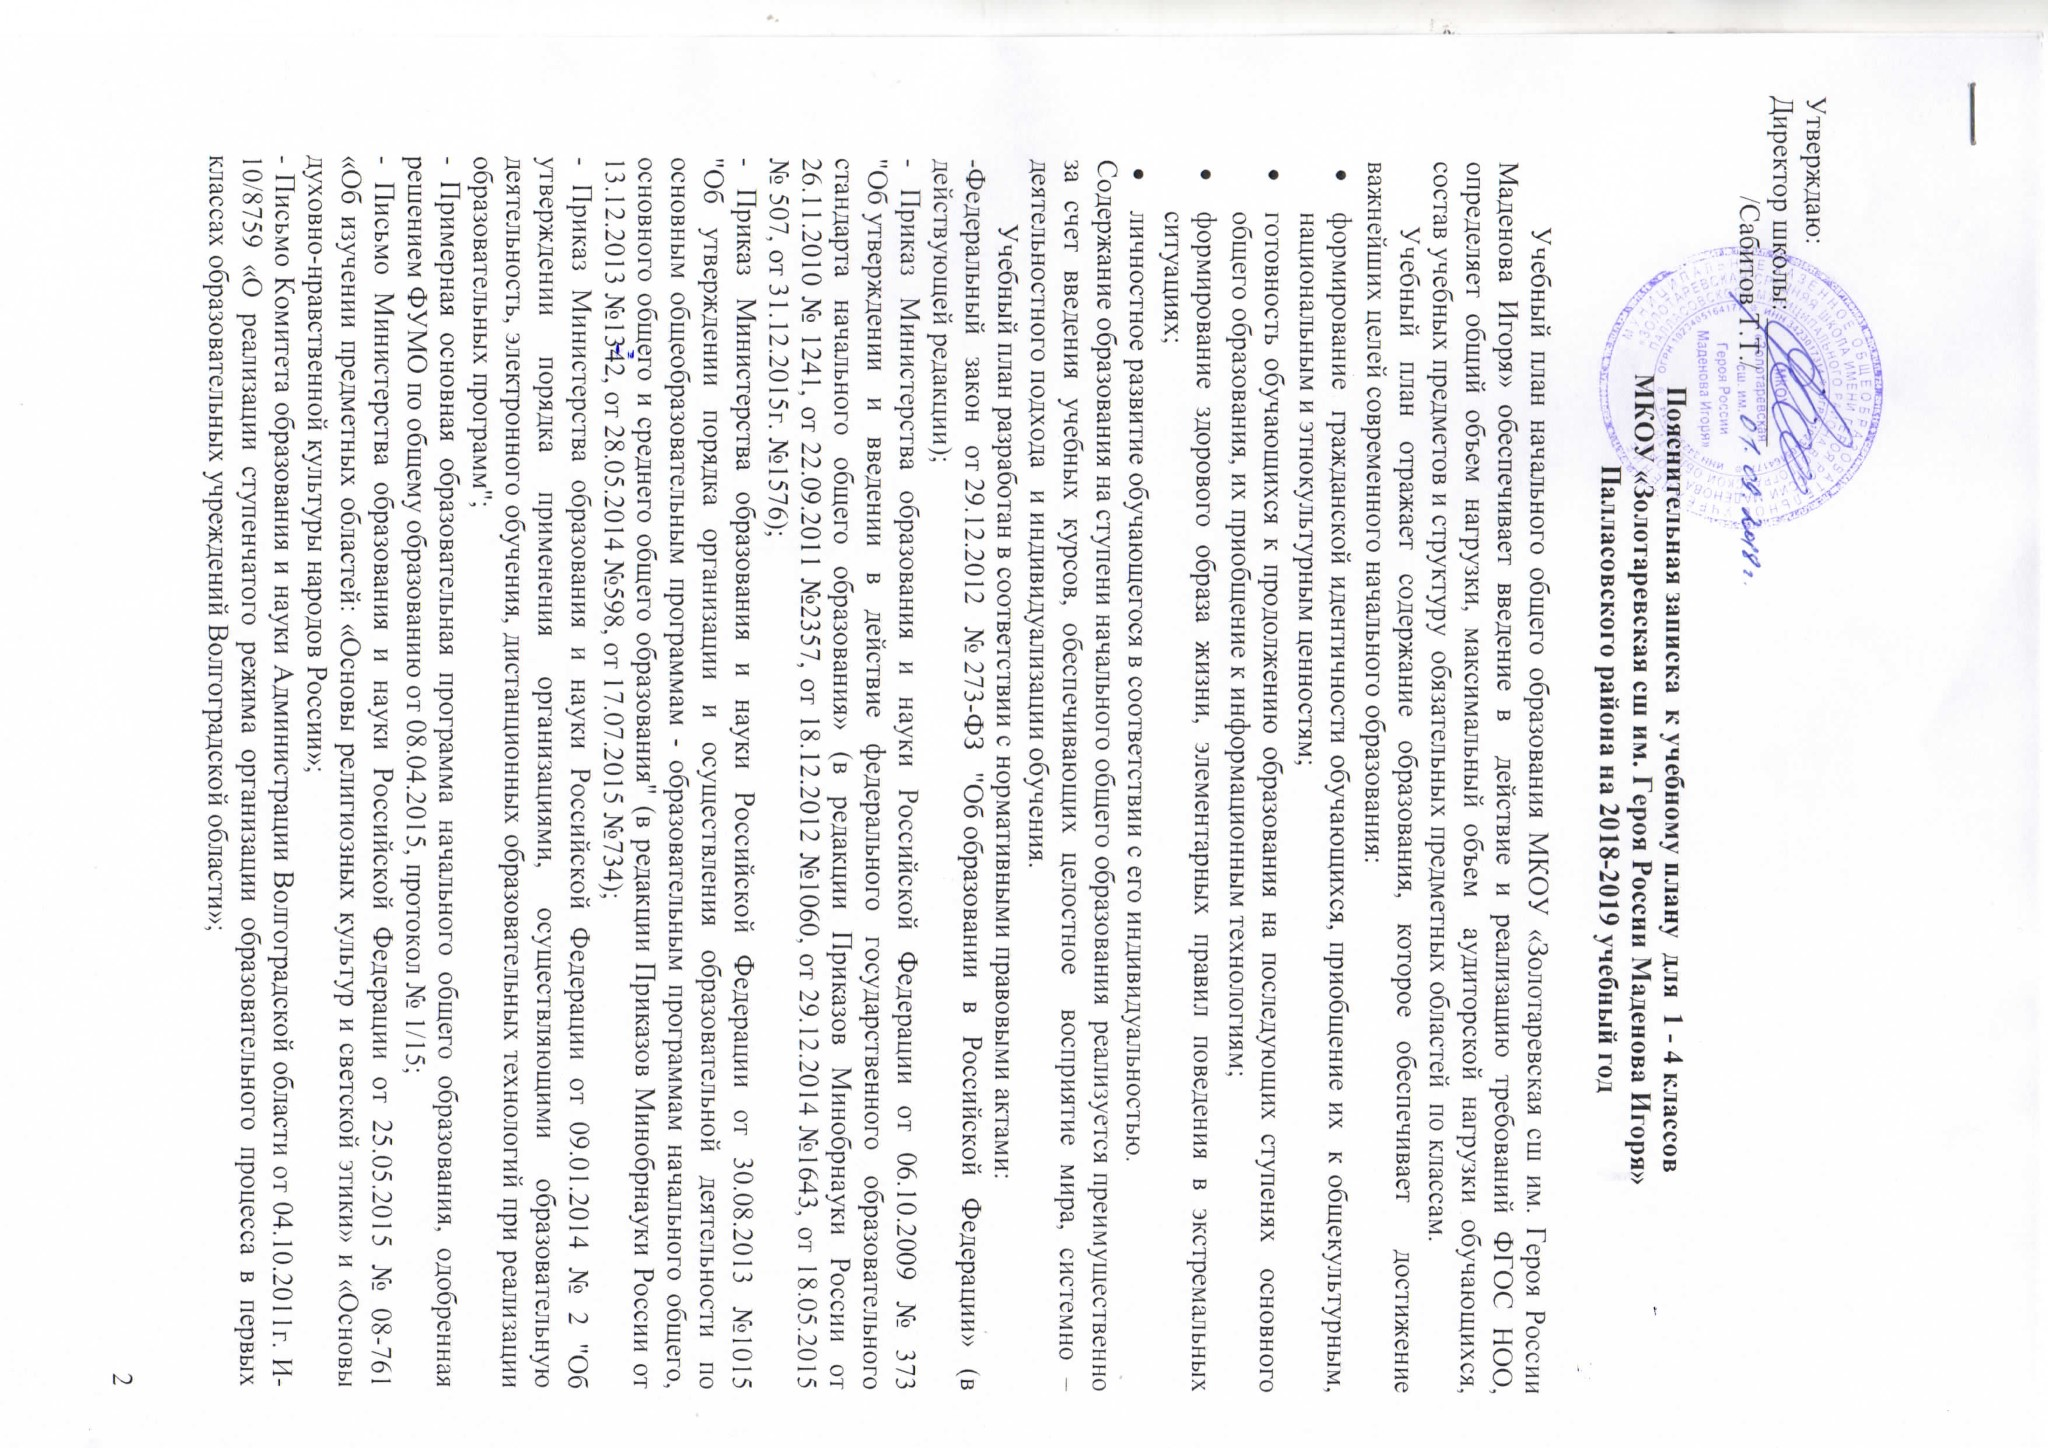 Утверждаю:
Директор школы:
/Сабитов Т.Т./
01.09.2018г.
Золотаревская
сш им.
Героя России
Маденова Игоря»
Пояснительная записка к учебному плану для 1 - 4 классов
МКОУ «Золотаревская сш им. Героя России Маденова Игоря»
Палласовского района на 2018-2019 учебный год
Учебный план начального общего образования МКОУ «Золотаревская сш им. Героя России
Маденова Игоря» обеспечивает введение в действие и реализацию требований ФГОС НОО,
определяет общий объем нагрузки, максимальный объем аудиторской нагрузки обучающихся,
состав учебных предметов и структуру обязательных предметных областей по классам.
Учебный план отражает содержание образования, которое обеспечивает достижение
важнейших целей современного начального образования:
• формирование гражданской идентичности обучающихся, приобщение их к общекультурным,
национальным и этнокультурным ценностям;
• готовность обучающихся к продолжению образования на последующих ступенях основного
общего образования, их приобщение к информационным технологиям;
• формирование здорового образа жизни, элементарных правил поведения в экстремальных
ситуациях;
• личностное развитие обучающегося в соответствии с его индивидуальностью.
Содержание образования на ступени начального общего образования реализуется преимущественно
за счет введения учебных курсов, обеспечивающих целостное восприятие мира, системно –
деятельностного подхода и индивидуализации обучения.
Учебный план разработан в соответствии с нормативными правовыми актами:
-Федеральный закон от 29.12.2012 № 273-ФЗ "Об образовании в Российской Федерации» (в
действующей редакции);
- Приказ Министерства образования и науки Российской Федерации от 06.10.2009 № 373
"Об утверждении и введении в действие федерального государственного образовательного
стандарта начального общего образования» (в редакции Приказов Минобрнауки России от
26.11.2010 № 1241, от 22.09.2011 №2357, от 18.12.2012 №1060, от 29.12.2014 №1643, от 18.05.2015
№ 507, от 31.12.2015г. №1576);
- Приказ Министерства образования и науки Российской Федерации от 30.08.2013 №1015
"Об утверждении порядка организации и осуществления образовательной деятельности по
основным общеобразовательным программам - образовательным программам начального общего,
основного общего и среднего общего образования" (в редакции Приказов Минобрнауки России от
13.12.2013 №1342, от 28.05.2014 №598, от 17.07.2015 №734);
- Приказ Министерства образования и науки Российской Федерации от 09.01.2014 № 2 "Об
утверждении порядка применения организациями, осуществляющими образовательную
деятельность, электронного обучения, дистанционных образовательных технологий при реализации
образовательных программ";
- Примерная основная образовательная программа начального общего образования, одобренная
решением ФУМО по общему образованию от 08.04.2015, протокол № 1/15;
- Письмо Министерства образования и науки Российской Федерации от 25.05.2015 № 08-761
«Об изучении предметных областей: «Основы религиозных культур и светской этики» и «Основы
духовно-нравственной культуры народов России»;
- Письмо Комитета образования и науки Администрации Волгоградской области от 04.10.2011г. И-
10/8759 «О реализации ступенчатого режима организации образовательного процесса в первых
классах образовательных учреждений Волгоградской области»;
2